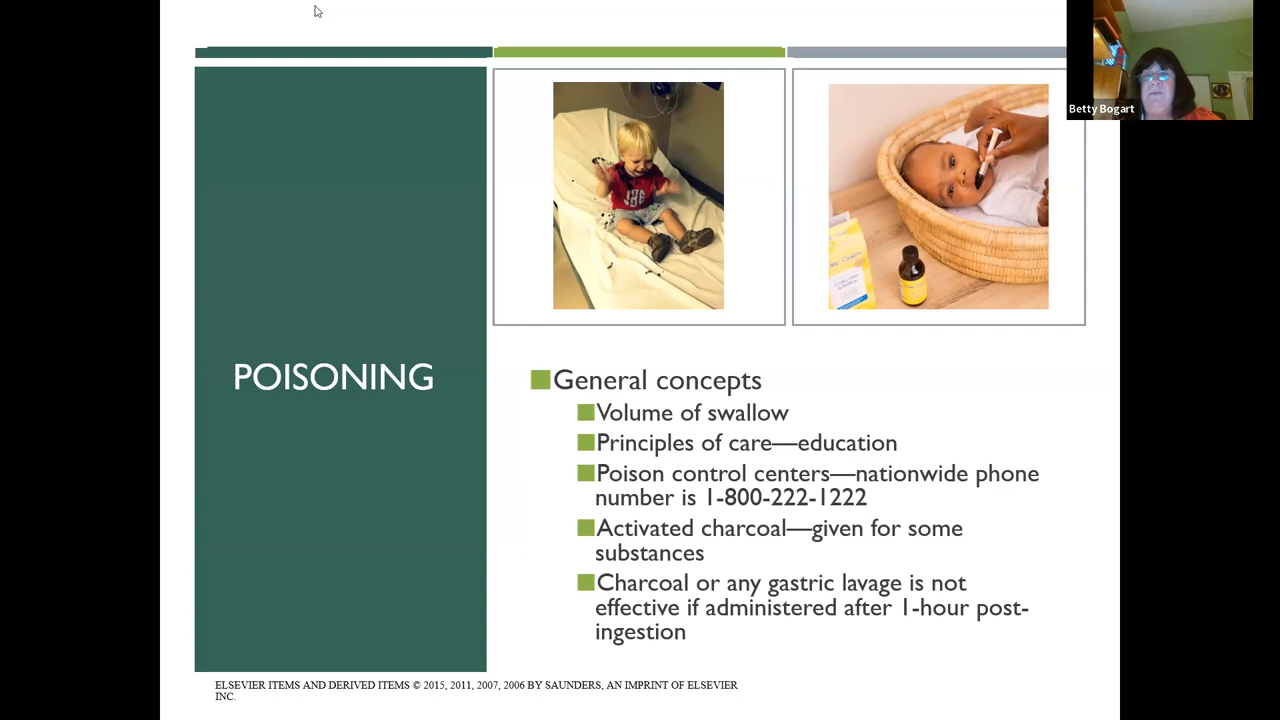 Betty Bogart
POISONING
General concepts
Volume of swallow
Principles of care—education
Poison control centers—nationwide phone
number is 1-800-222-1222
Activated charcoal—given for some
substances
Charcoal or any gastric lavage is not
effective if administered after 1-hour post-
ingestion
ELSEVIER ITEMS AND DERIVED ITEMS © 2015, 2011, 2007, 2006 BY SAUNDERS, AN IMPRINT OF ELSEVIER
INC.